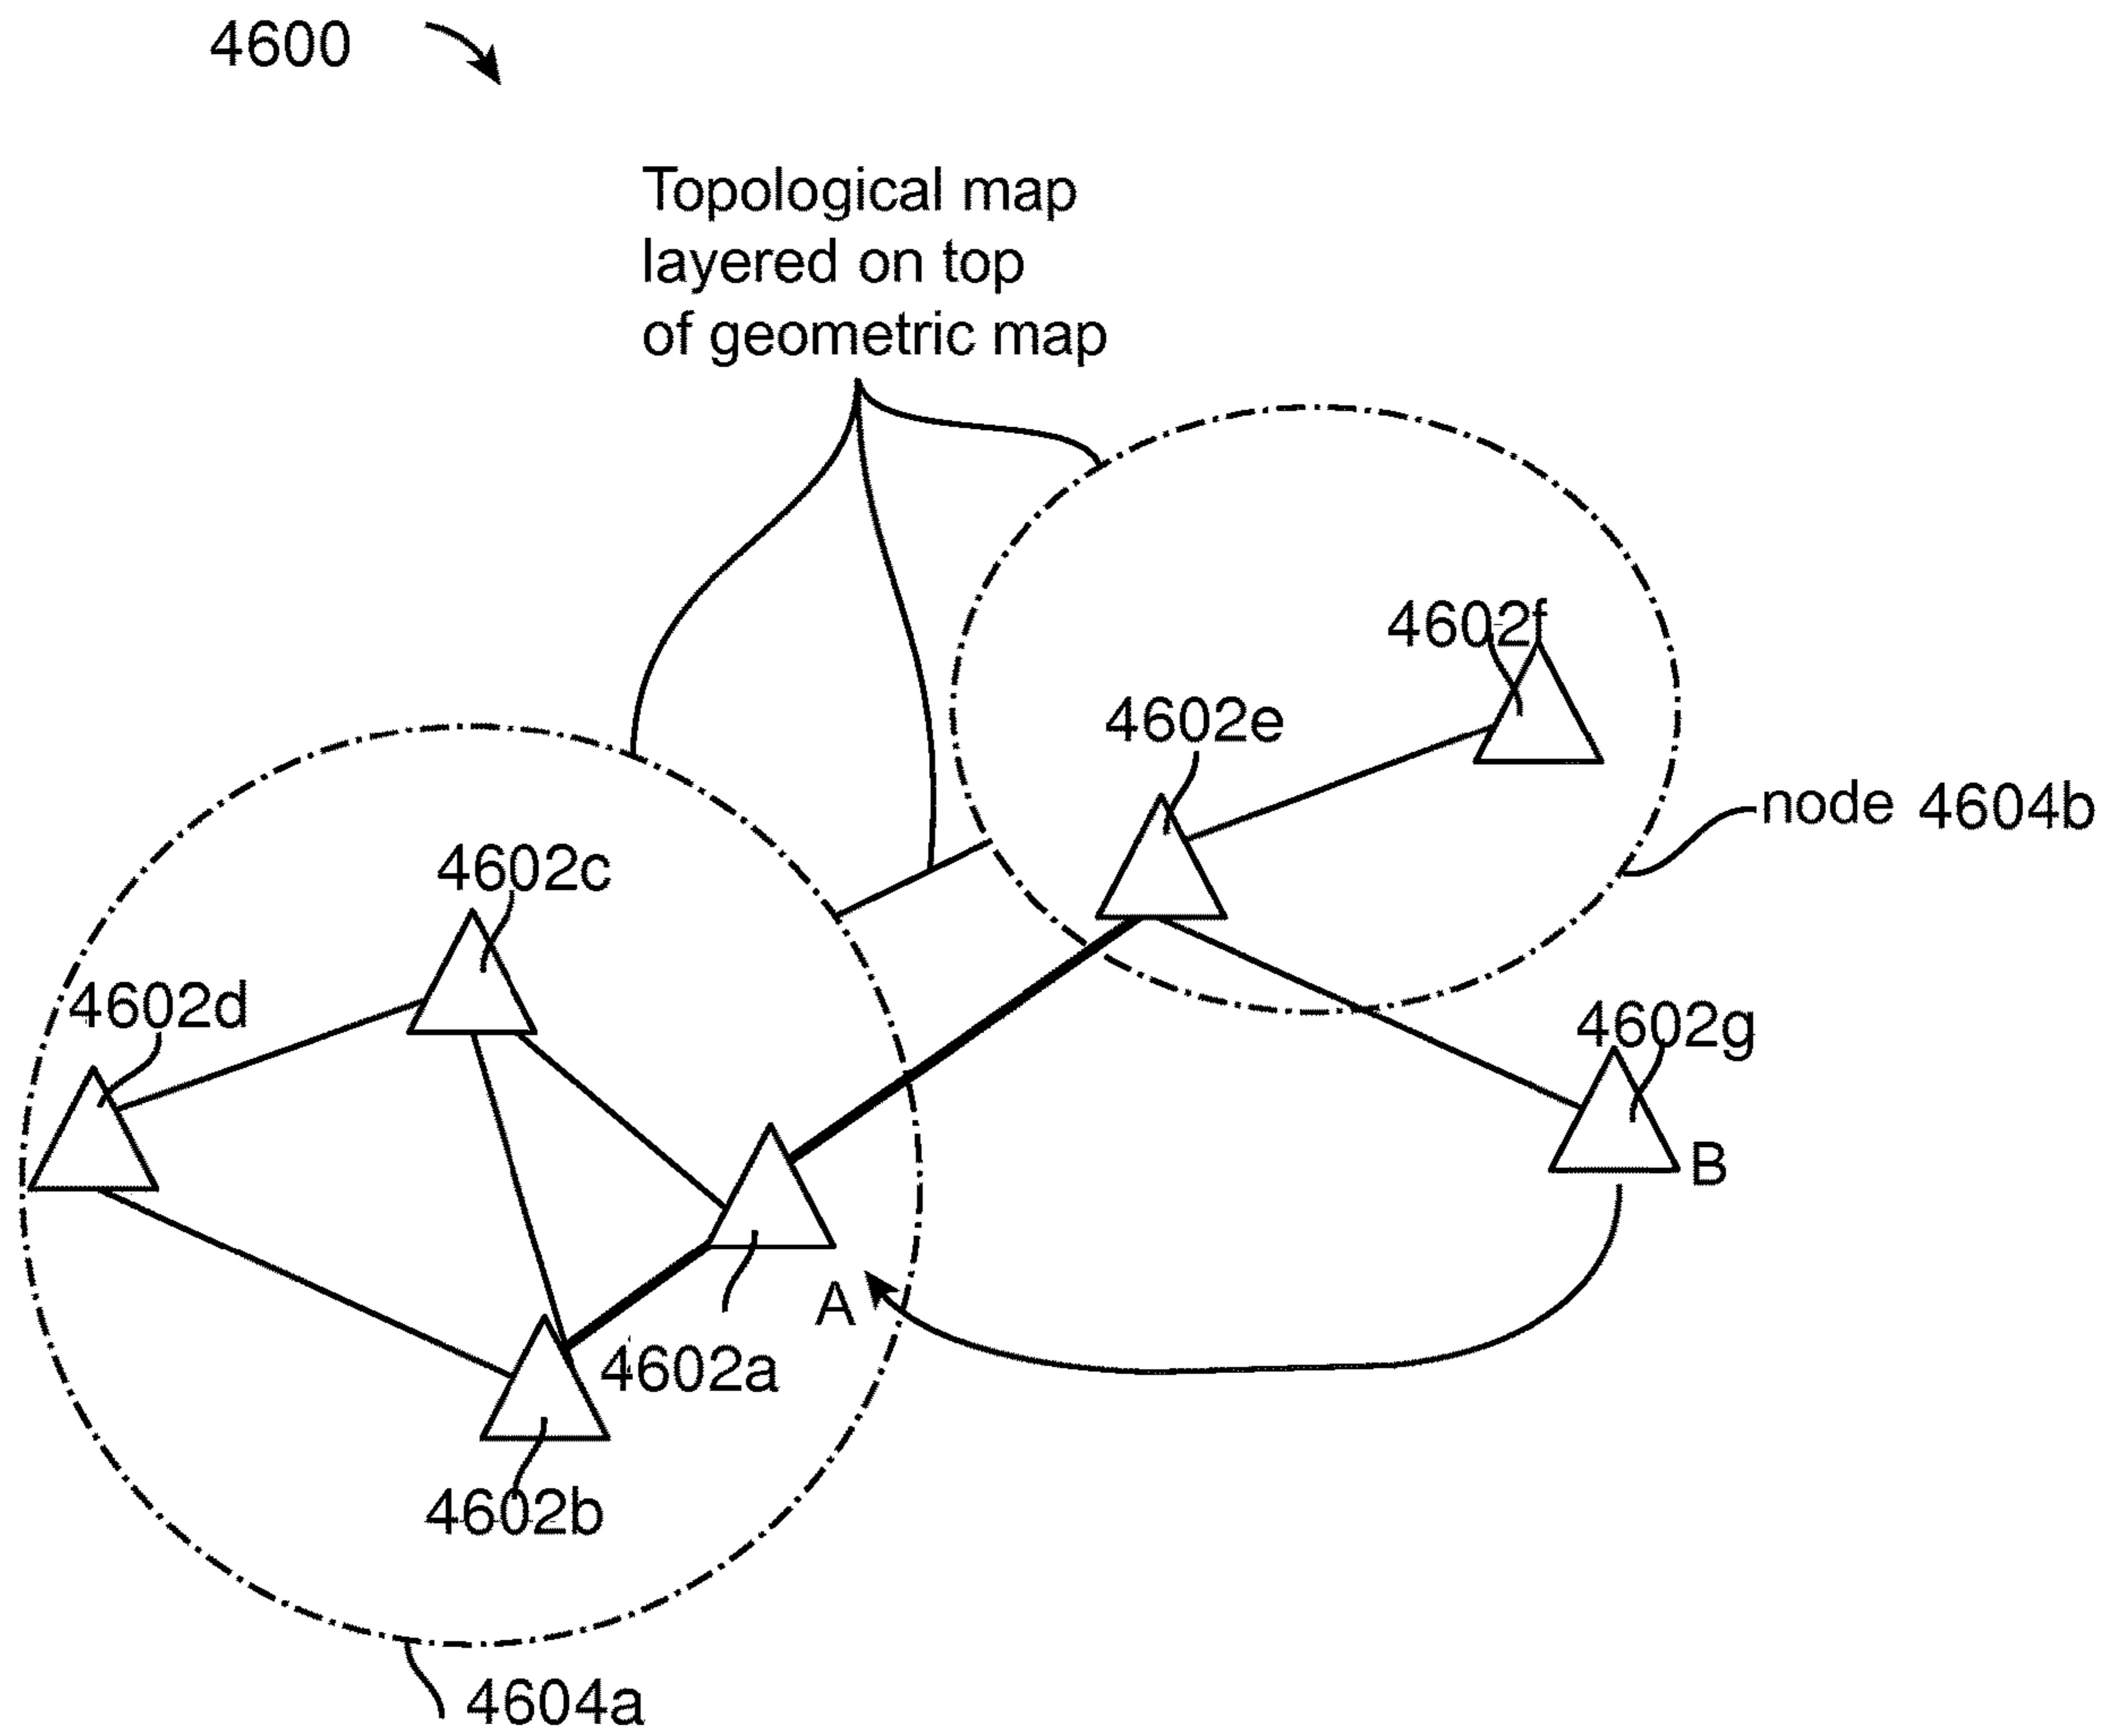 4600
Topological map
layered on top
of geometric map
4602f
4602e
node 4604b
4602c
4602d
4602g
B
A
4602a
4602b
4604a